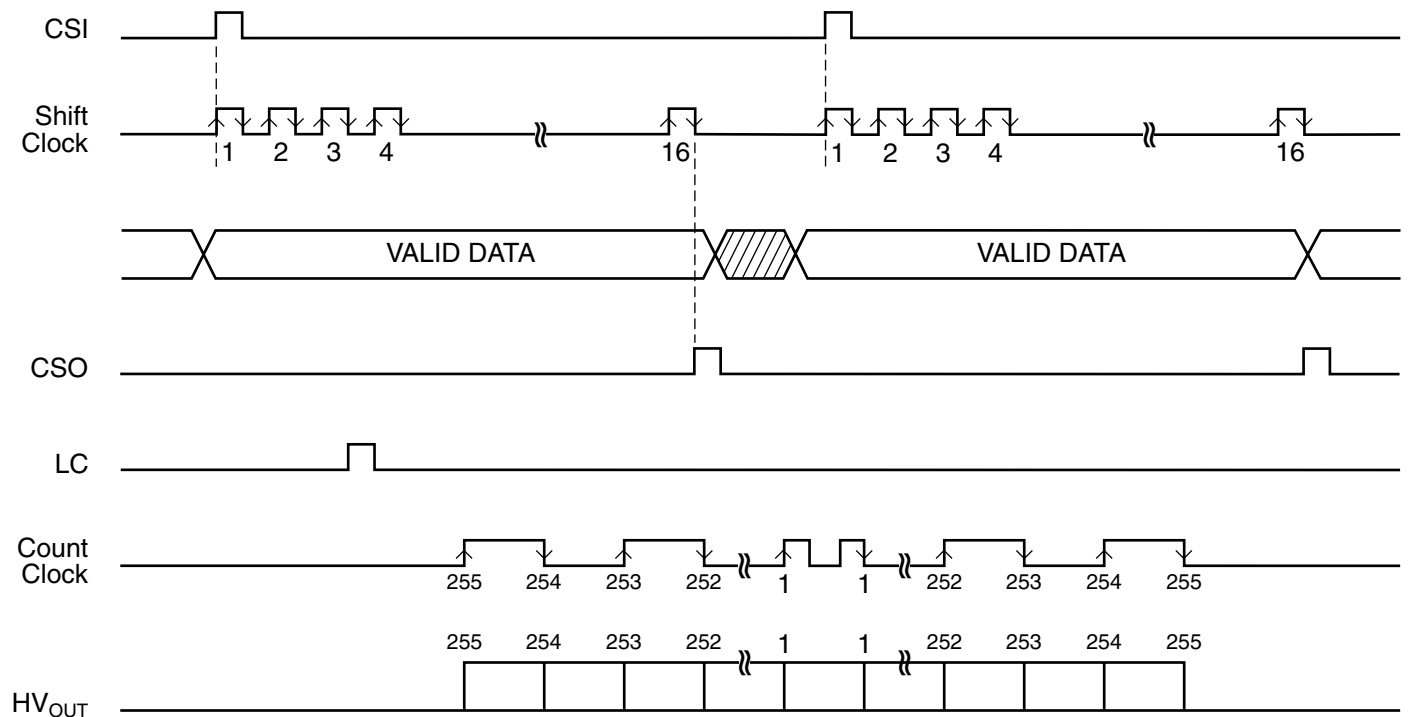 CSI
Shift
Clock
1 2 3 4 16 1 2 3 4 16
VALID DATA VALID DATA
CSO
LC
Count
Clock
255 254 253 252 1 1 252 253 254 255
255 254 253 252 1 1 252 253 254 255
HVOUT